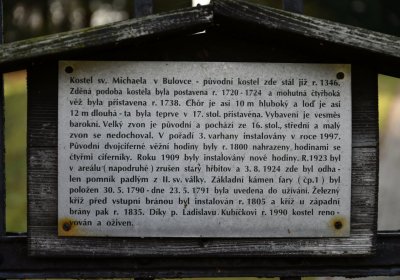 Kostel sv. Michaela v Bulovce - původní kostel zde stál již r. 1346.
Zděná podoba kostela byla postavena r. 1720 - 1724 a mohutná čtyřboká
věž byla přistavena r. 1738. Chór je asi 10 m hluboký a loď je asi
12 m dlouhá - ta byla teprve v 17. stol. přistavěna. Vybavení je vesměs
barokní. Velký zvon je původní a pochází ze 16. stol., střední a malý
zvon se nedochoval. V pořadí 3. varhany instalovány v roce 1997.
Původní dvojciferné věžní hodiny byly r. 1800 nahrazeny, hodinami se
čtymi ciferníky. Roku 1909 byly instalovány nové hodiny. R. 1923 byl
v areálu ( napodruhé ) zrušen starý hřbitov a 3. 8. 1924 zde byl odha-
len pomník padlým z II. sv. války. Základní kámen fary ( čp. 1 ) byl
položen 30. 5. 1790 - dne 23. 5. 1791 byla uvedena do užívání. Železný
kříž před vstupní bránou byl instalován r. 1805 a kříž u západní
brány pak r. 1835. Díky p. Ladislavu Kubíčkovi r. 1990 kostel reno-
vován a oživen.